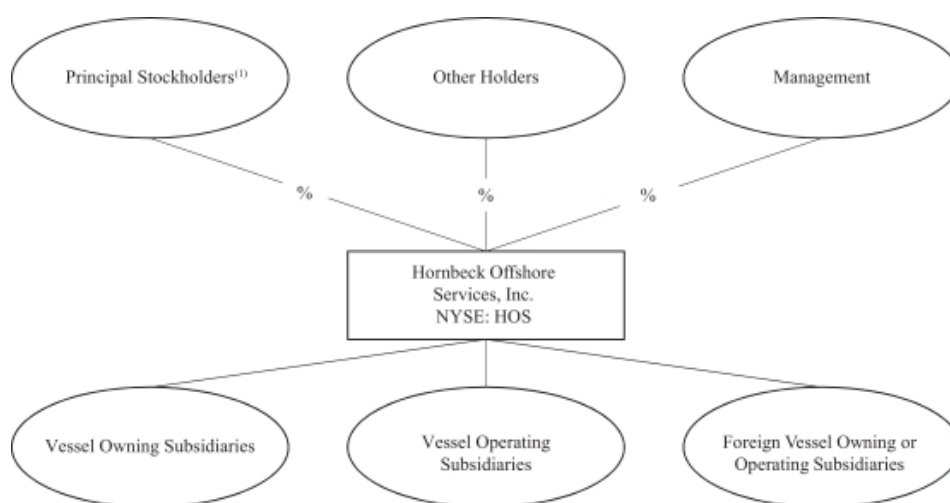 Principal Stockholders(1)
Other Holders
Management
%
%
%
Hornbeck Offshore
Services, Inc.
NYSE: HOS
Vessel Owning Subsidiaries
Vessel Operating
Subsidiaries
Foreign Vessel Owning or
Operating Subsidiaries